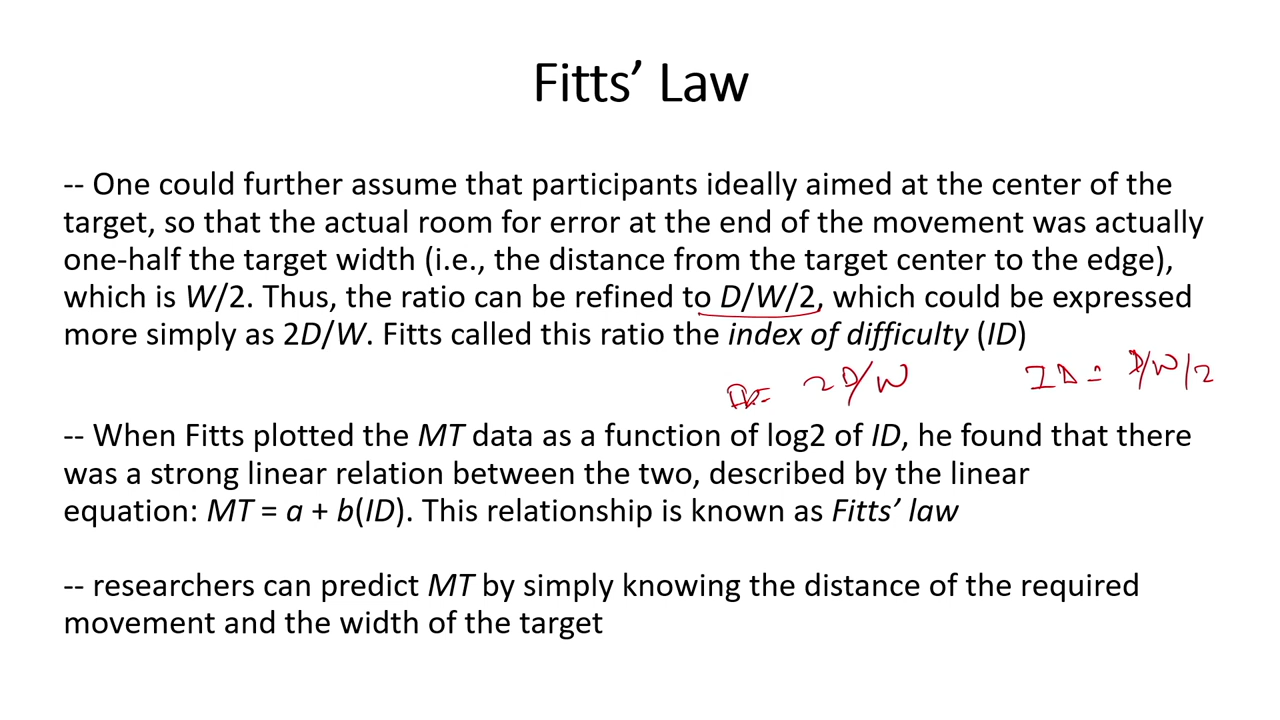 Fitts’ Law
-- One could further assume that participants ideally aimed at the center of the
target, so that the actual room for error at the end of the movement was actually
one-half the target width (i.e., the distance from the target center to the edge),
which is W/2. Thus, the ratio can be refined to D/W/2, which could be expressed
more simply as 2D/W. Fitts called this ratio the index of difficulty (ID)
ID = D/W/2
2D/W
-- When Fitts plotted the MT data as a function of log2 of ID, he found that there
was a strong linear relation between the two, described by the linear
equation: MT = a + b(ID). This relationship is known as Fitts’ law
-- researchers can predict MT by simply knowing the distance of the required
movement and the width of the target